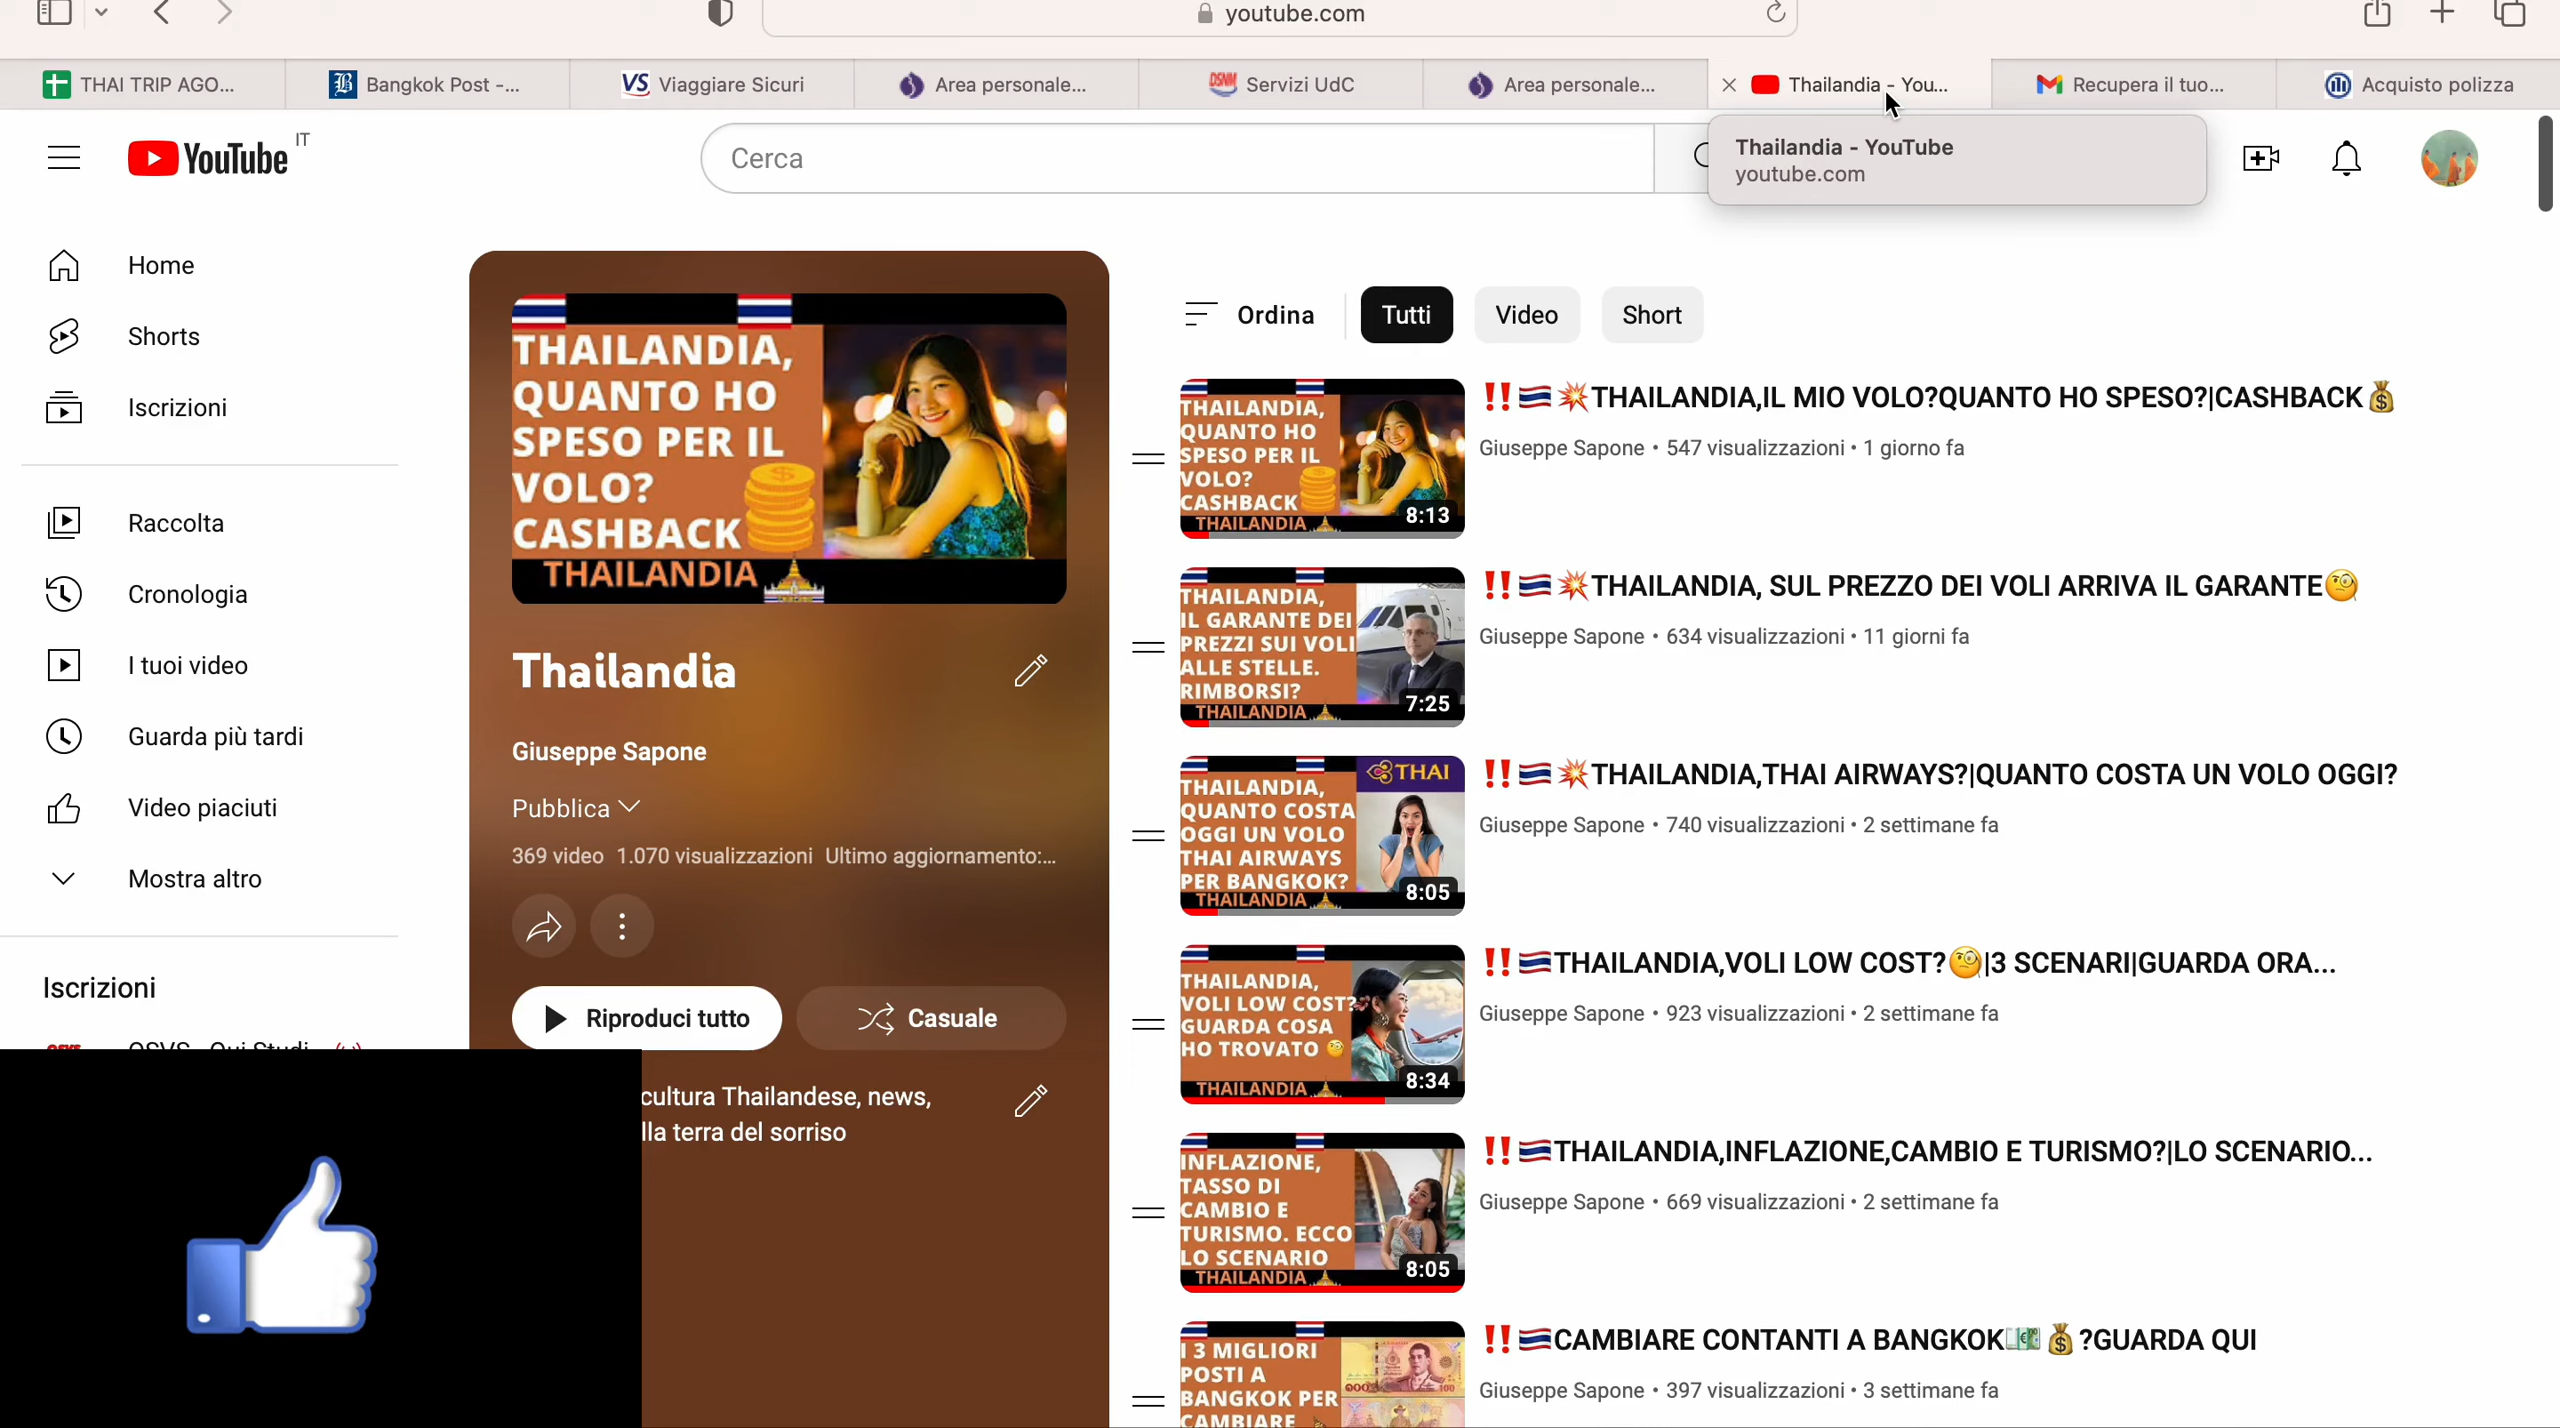 youtube.com
THAI TRIP AGO...
Bangkok Post -...
VS Viaggiare Sicuri
Area personale...
DSNM Servizi UdC
Area personale...
Thailandia - You...
Recupera il tuo...
Acquisto polizza
YouTube IT
Cerca
Thailandia - YouTube
youtube.com
Home
Shorts
Iscrizioni
Raccolta
Cronologia
I tuoi video
Guarda più tardi
Video piaciuti
Mostra altro
Iscrizioni
THAILANDIA,
QUANTO HO
SPESO PER IL
VOLO?
CASHBACK
THAILANDIA
Thailandia
Giuseppe Sapone
Pubblica
369 video 1.070 visualizzazioni Ultimo aggiornamento:...
Riproduci tutto
Casuale
cultura Thailandese, news,
lla terra del sorriso
Ordina
Tutti
Video
Short
THAILANDIA,
QUANTO HO
SPESO PER IL
VOLO?
CASHBACK
THAILANDIA
8:13
‼️🇹🇭💥THAILANDIA,IL MIO VOLO?QUANTO HO SPESO?|CASHBACK💰
Giuseppe Sapone • 547 visualizzazioni • 1 giorno fa
THAILANDIA,
IL GARANTE DEI
PREZZI SUI VOLI
ALLE STELLE.
RIMBORSI?
THAILANDIA
7:25
‼️🇹🇭💥THAILANDIA, SUL PREZZO DEI VOLI ARRIVA IL GARANTE🧐
Giuseppe Sapone • 634 visualizzazioni • 11 giorni fa
THAI
THAILANDIA,
QUANTO COSTA
OGGI UN VOLO
THAI AIRWAYS
PER BANGKOK?
THAILANDIA
8:05
‼️🇹🇭💥THAILANDIA,THAI AIRWAYS?|QUANTO COSTA UN VOLO OGGI?
Giuseppe Sapone • 740 visualizzazioni • 2 settimane fa
THAILANDIA,
VOLI LOW COST?
GUARDA COSA
HO TROVATO 🧐
THAILANDIA
8:34
‼️🇹🇭THAILANDIA,VOLI LOW COST?🧐|3 SCENARI|GUARDA ORA...
Giuseppe Sapone • 923 visualizzazioni • 2 settimane fa
INFLAZIONE,
TASSO DI
CAMBIO E
TURISMO. ECCO
LO SCENARIO
THAILANDIA
8:05
‼️🇹🇭THAILANDIA,INFLAZIONE,CAMBIO E TURISMO?|LO SCENARIO...
Giuseppe Sapone • 669 visualizzazioni • 2 settimane fa
I 3 MIGLIORI
POSTI A
BANGKOK PER
CAMBIARE
‼️🇹🇭CAMBIARE CONTANTI A BANGKOK💶💰?GUARDA QUI
Giuseppe Sapone • 397 visualizzazioni • 3 settimane fa